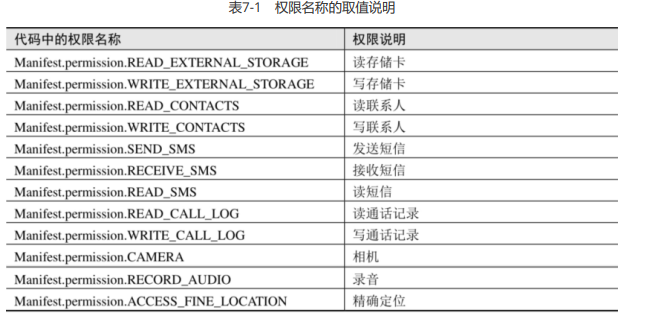 表7-1 权限名称的取值说明
代码中的权限名称 权限说明
Manifest.permission.READ_EXTERNAL_STORAGE 读存储卡
Manifest.permission.WRITE_EXTERNAL_STORAGE 写存储卡
Manifest.permission.READ_CONTACTS 读联系人
Manifest.permission.WRITE_CONTACTS 写联系人
Manifest.permission.SEND_SMS 发送短信
Manifest.permission.RECEIVE_SMS 接收短信
Manifest.permission.READ_SMS 读短信
Manifest.permission.READ_CALL_LOG 读通话记录
Manifest.permission.WRITE_CALL_LOG 写通话记录
Manifest.permission.CAMERA 相机
Manifest.permission.RECORD_AUDIO 录音
Manifest.permission.ACCESS_FINE_LOCATION 精确定位